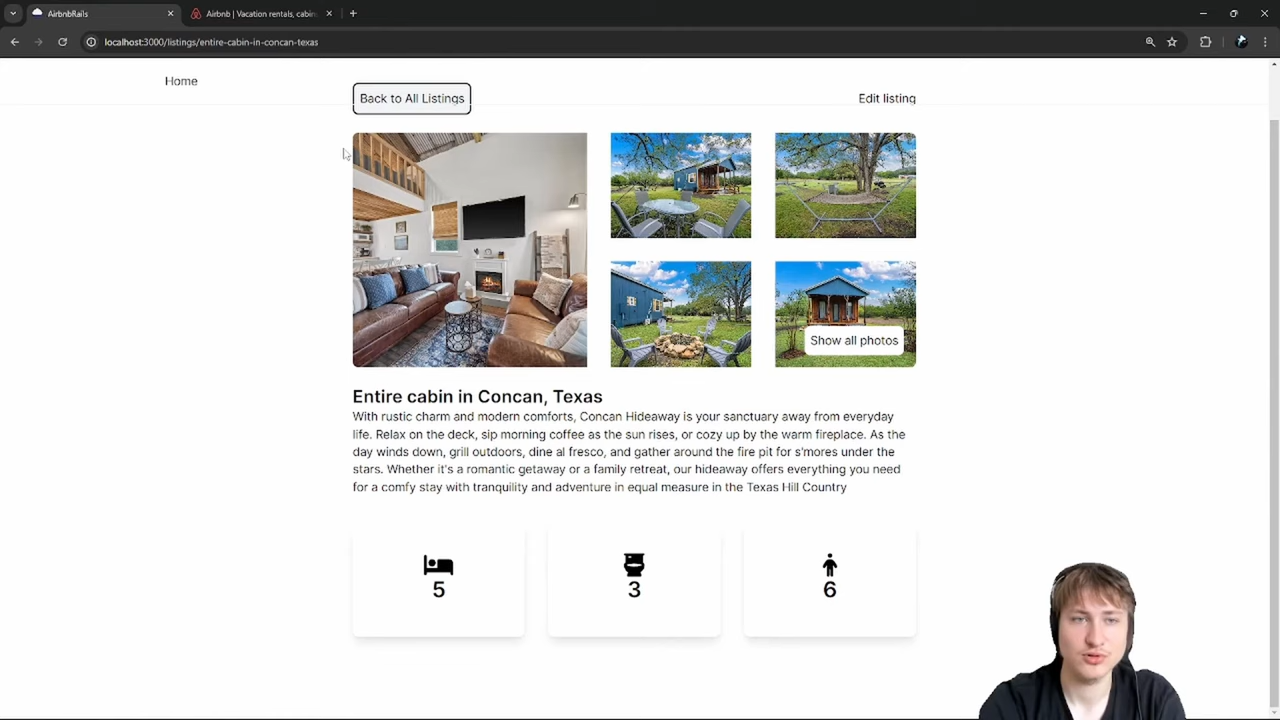 AirbnbRails
Airbnb | Vacation rentals, cabin
localhost:3000/listings/entire-cabin-in-concan-texas
Home
Back to All Listings
Edit listing
Show all photos
Entire cabin in Concan, Texas
With rustic charm and modern comforts, Concan Hideaway is your sanctuary away from everyday
life. Relax on the deck, sip morning coffee as the sun rises, or cozy up by the warm fireplace. As the
day winds down, grill outdoors, dine al fresco, and gather around the fire pit for s'mores under the
stars. Whether it's a romantic getaway or a family retreat, our hideaway offers everything you need
for a comfy stay with tranquility and adventure in equal measure in the Texas Hill Country
5
3
6